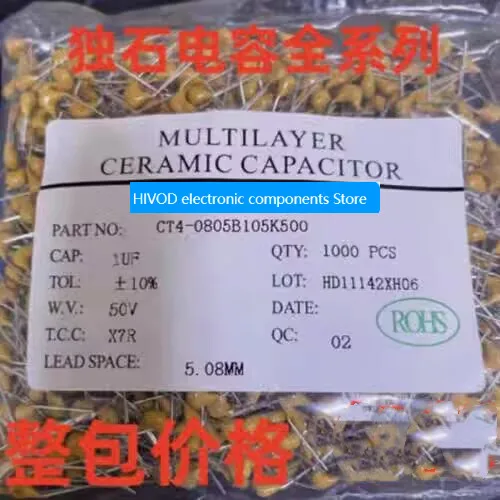 独石电容全系列
MULTILAYER
CERAMIC CAPACITOR
HIVOD electronic components Store
PART NO: CT4-0805B105K500
CAP: 1UF QTY: 1000 PCS
TOL: ±10% LOT: HD11142XH06
W.V.: 50V DATE:
T.C.C: X7R QC: 02
ROHS
LEAD SPACE: 5.08MM
整包价格